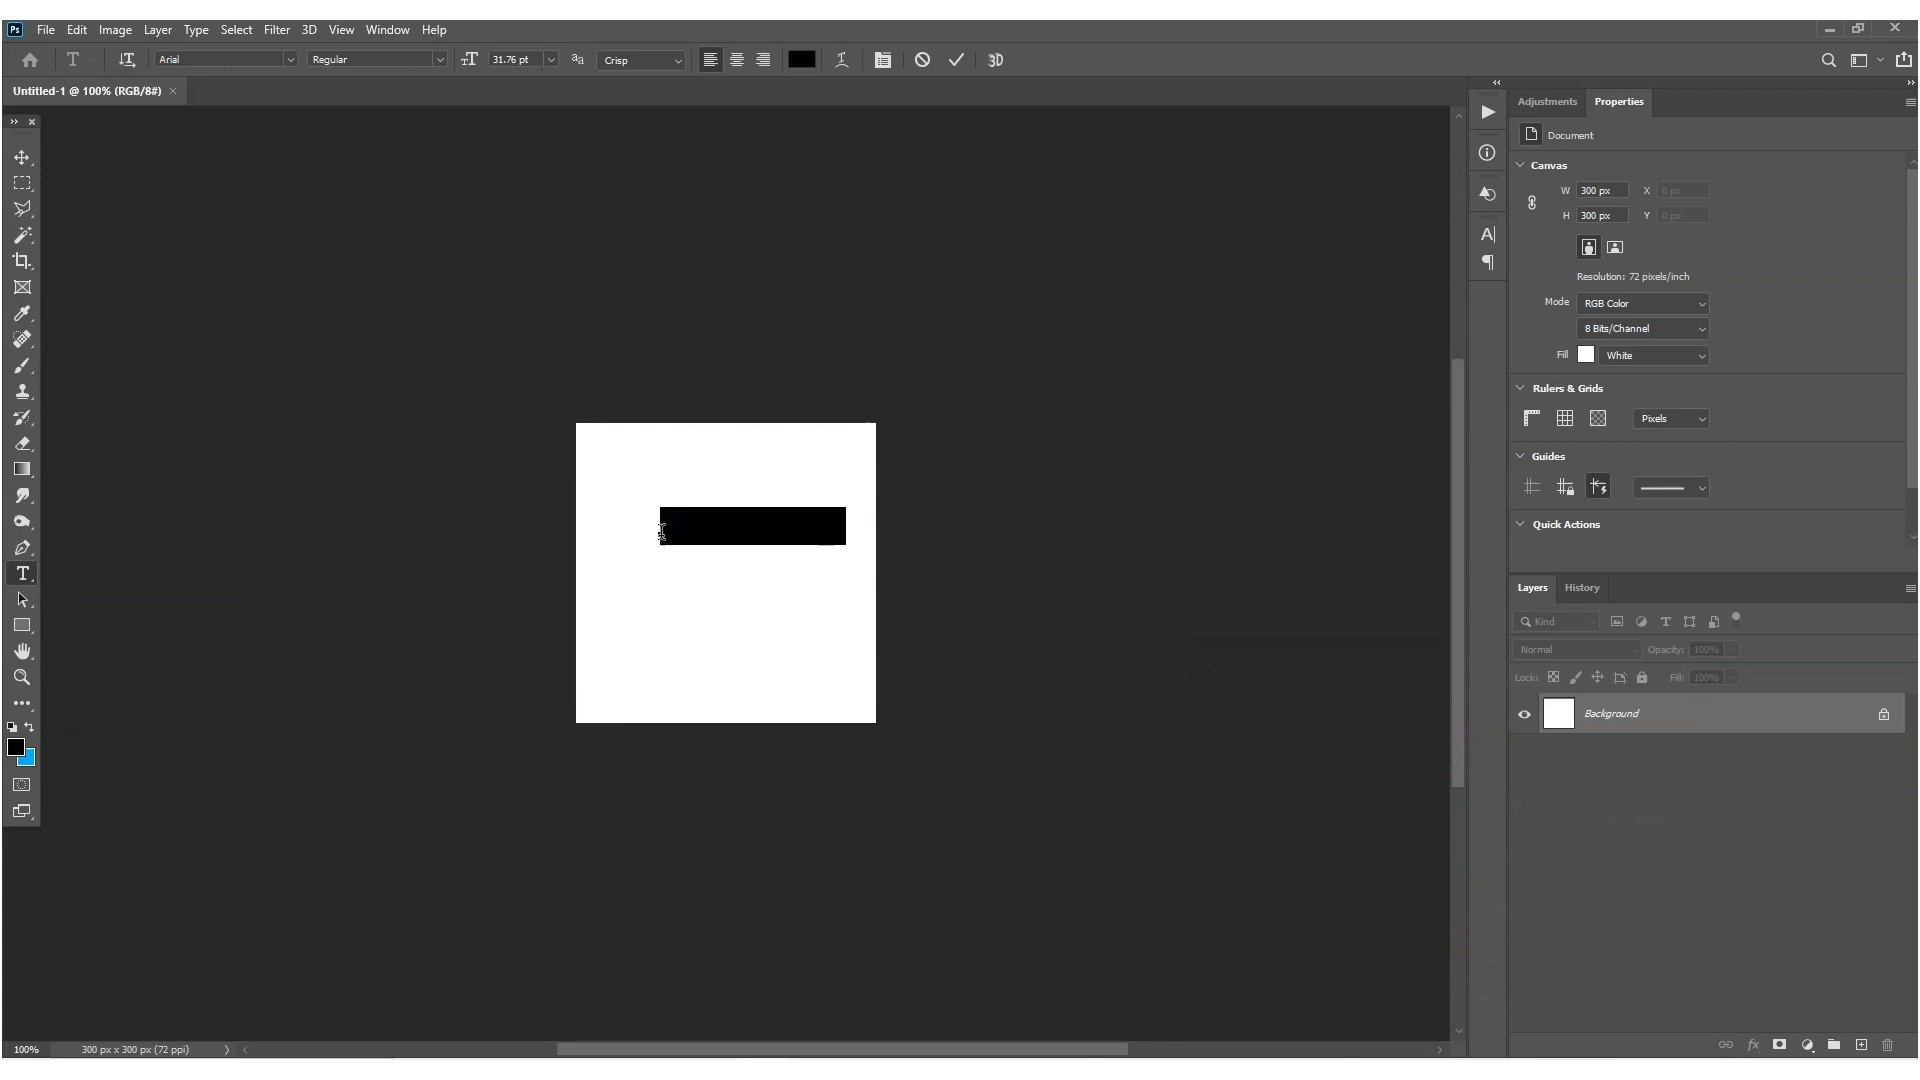 Ps File Edit Image Layer Type Select Filter 3D View Window Help
T T Arial Regular T 31.76 pt aa Crisp 3D
Untitled-1 @ 100% (RGB/8#)
Adjustments Properties
Document
Canvas
W 300 px X 0 px
H 300 px Y 0 px
Resolution: 72 pixels/inch
Mode RGB Color
8 Bits/Channel
Fill White
Rulers & Grids
Pixels
Guides
Quick Actions
Layers History
Kind
Normal Opacity: 100%
Lock: Fill: 100%
Background
100% 300 px x 300 px (72 ppi)